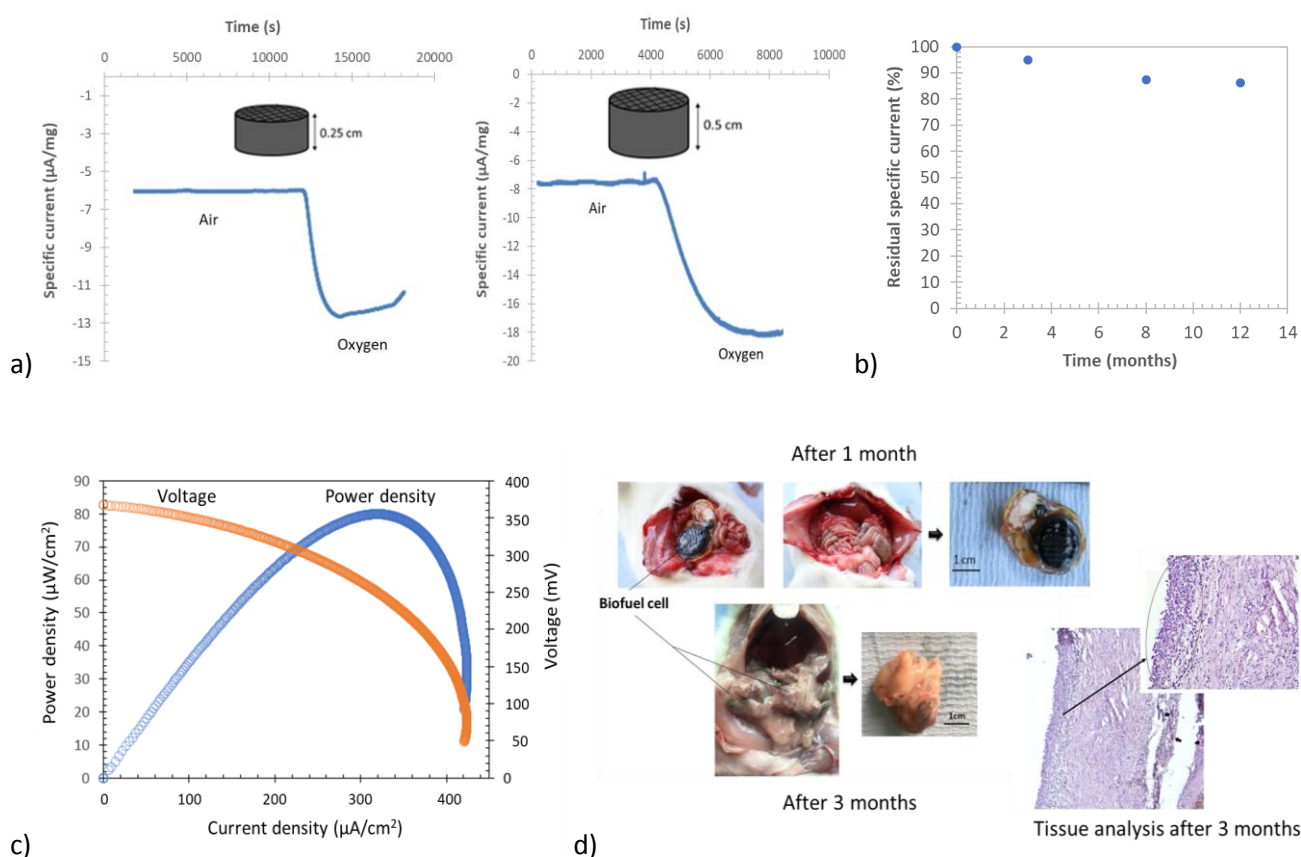 a)
Time (s)
0 5000 10000 15000 20000
Specific current (µA/mg)
-1
-3
-5
-7
-9
-11
-13
-15
0.25 cm
Air
Oxygen
Time (s)
0 2000 4000 6000 8000 10000
Specific current (µA/mg)
0
-2
-4
-6
-8
-10
-12
-14
-16
-18
-20
0.5 cm
Air
Oxygen
b)
Residual specific current (%)
100
90
80
70
60
50
40
30
20
10
0
0 2 4 6 8 10 12 14
Time (months)
c)
Power density (µW/cm2)
90
80
70
60
50
40
30
20
10
0
Voltage
Power density
400
350
300
250
200
150
100
50
0
Voltage (mV)
0 100 200 300 400
Current density (µA/cm2)
d)
After 1 month
1 cm
Biofuel cell
1cm
After 3 months
Tissue analysis after 3 months